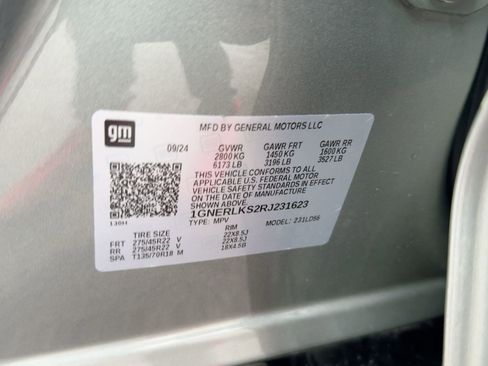 gm
MFD BY GENERAL MOTORS LLC
09/24 GVWR GAWR FRT GAWR RR
2800 KG 1450 KG 1600 KG
6173 LB 3196 LB 3527 LB
THIS VEHICLE CONFORMS TO ALL
APPLICABLE U.S. FEDERAL MOTOR
VEHICLE SAFETY STANDARDS IN EFFECT
ON THE DATE OF MANUFACTURE
SHOWN ABOVE
1GNERLKS2RJ231623
TYPE: MPV MODEL: 231LD56
TIRE SIZE RIM
FRT 275/45R22 V 22X8.5J
RR 275/45R22 V 22X8.5J
SPA T135/70R18 M 18X4.5B